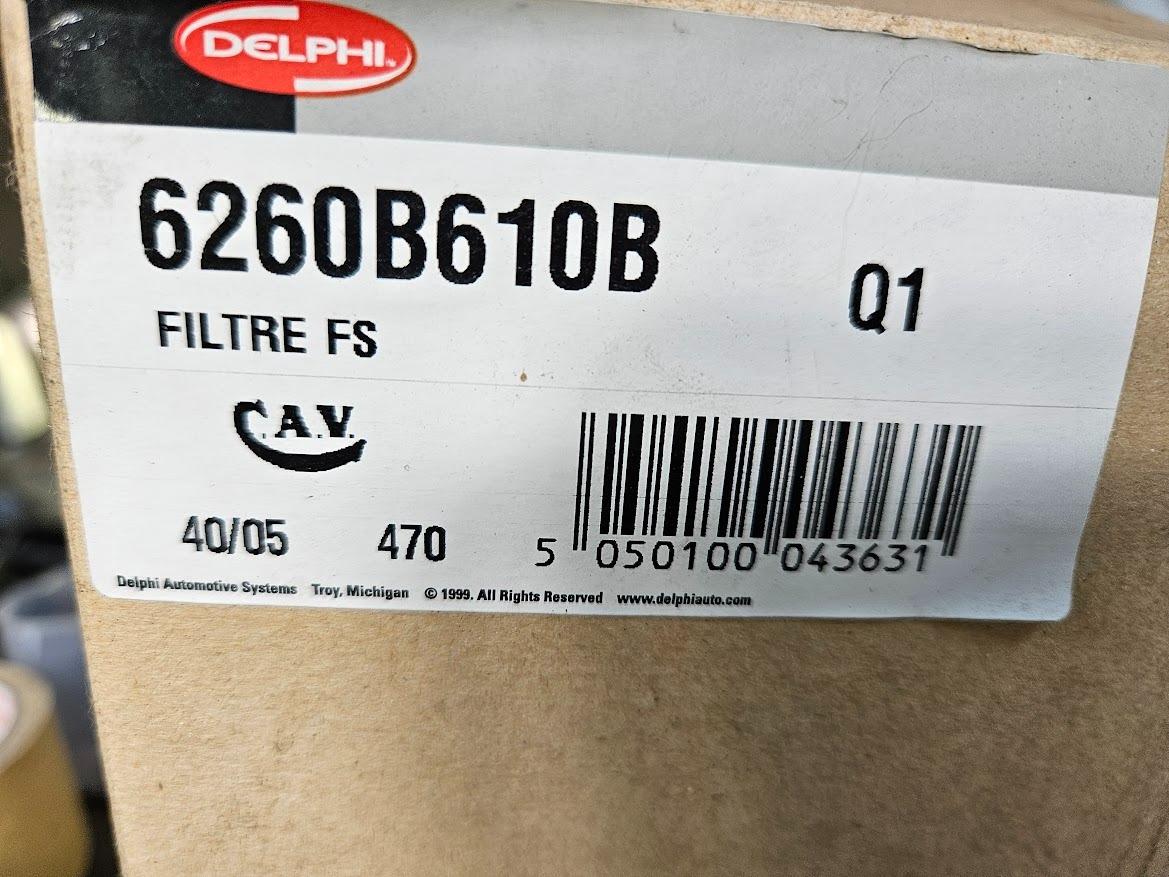 DELPHI
6260B610B
Q1
FILTRE FS
C.A.V.
40/05 470
5 050100 043631
Delphi Automotive Systems Troy, Michigan © 1999. All Rights Reserved www.delphiauto.com